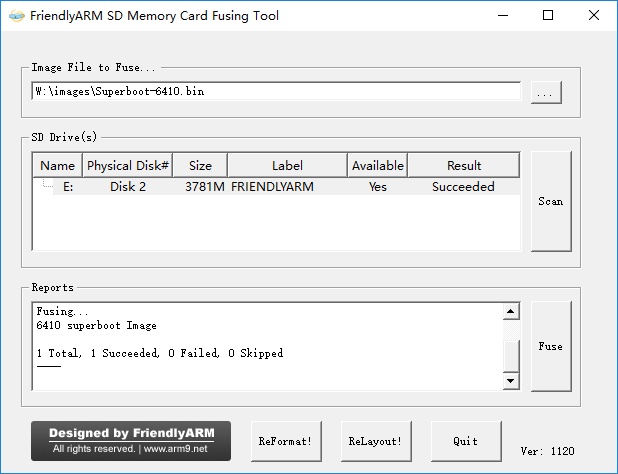 FriendlyARM SD Memory Card Fusing Tool
Image File to Fuse...
W:\images\Superboot-6410.bin
...
SD Drive(s)
Name Physical Disk# Size Label Available Result
E: Disk 2 3781M FRIENDLYARM Yes Succeeded
Scan
Reports
Fusing...
6410 superboot Image
1 Total, 1 Succeeded, 0 Failed, 0 Skipped
Fuse
Designed by FriendlyARM
All rights reserved. | www.arm9.net
ReFormat!
ReLayout!
Quit
Ver: 1120